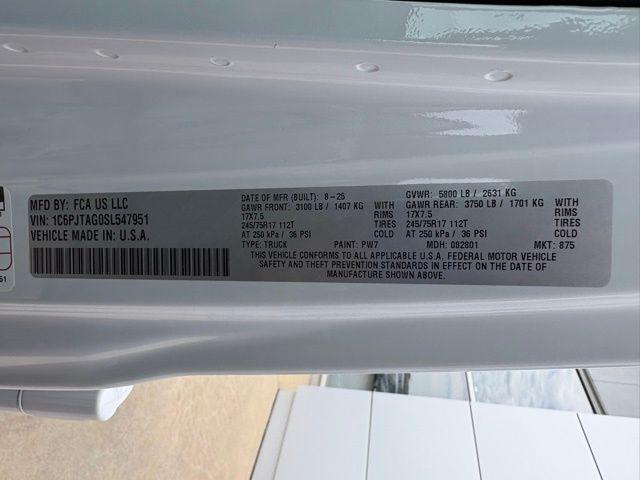 MFD BY: FCA US LLC
VIN: 1C6PJTAG0SL547951
VEHICLE MADE IN: U.S.A.
DATE OF MFR (BUILT): 8-25
GAWR FRONT: 3100 LB / 1407 KG WITH
17X7.5 RIMS
245/75R17 112T TIRES
AT 250 kPa / 36 PSI COLD
GVWR: 5800 LB / 2631 KG
GAWR REAR: 3750 LB / 1701 KG WITH
17X7.5 RIMS
245/75R17 112T TIRES
AT 250 kPa / 36 PSI COLD
TYPE: TRUCK PAINT: PW7 MDH: 082801 MKT: 875
THIS VEHICLE CONFORMS TO ALL APPLICABLE U.S.A. FEDERAL MOTOR VEHICLE
SAFETY AND THEFT PREVENTION STANDARDS IN EFFECT ON THE DATE OF
MANUFACTURE SHOWN ABOVE.
51